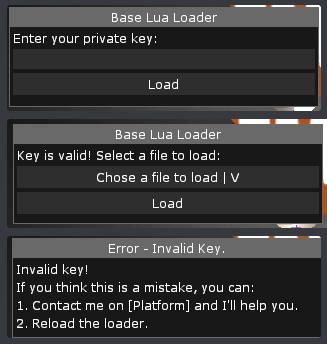 Base Lua Loader
Enter your private key:
Load
Base Lua Loader
Key is valid! Select a file to load:
Chose a file to load | V
Load
Error - Invalid Key.
Invalid key!
If you think this is a mistake, you can:
1. Contact me on [Platform] and I'll help you.
2. Reload the loader.